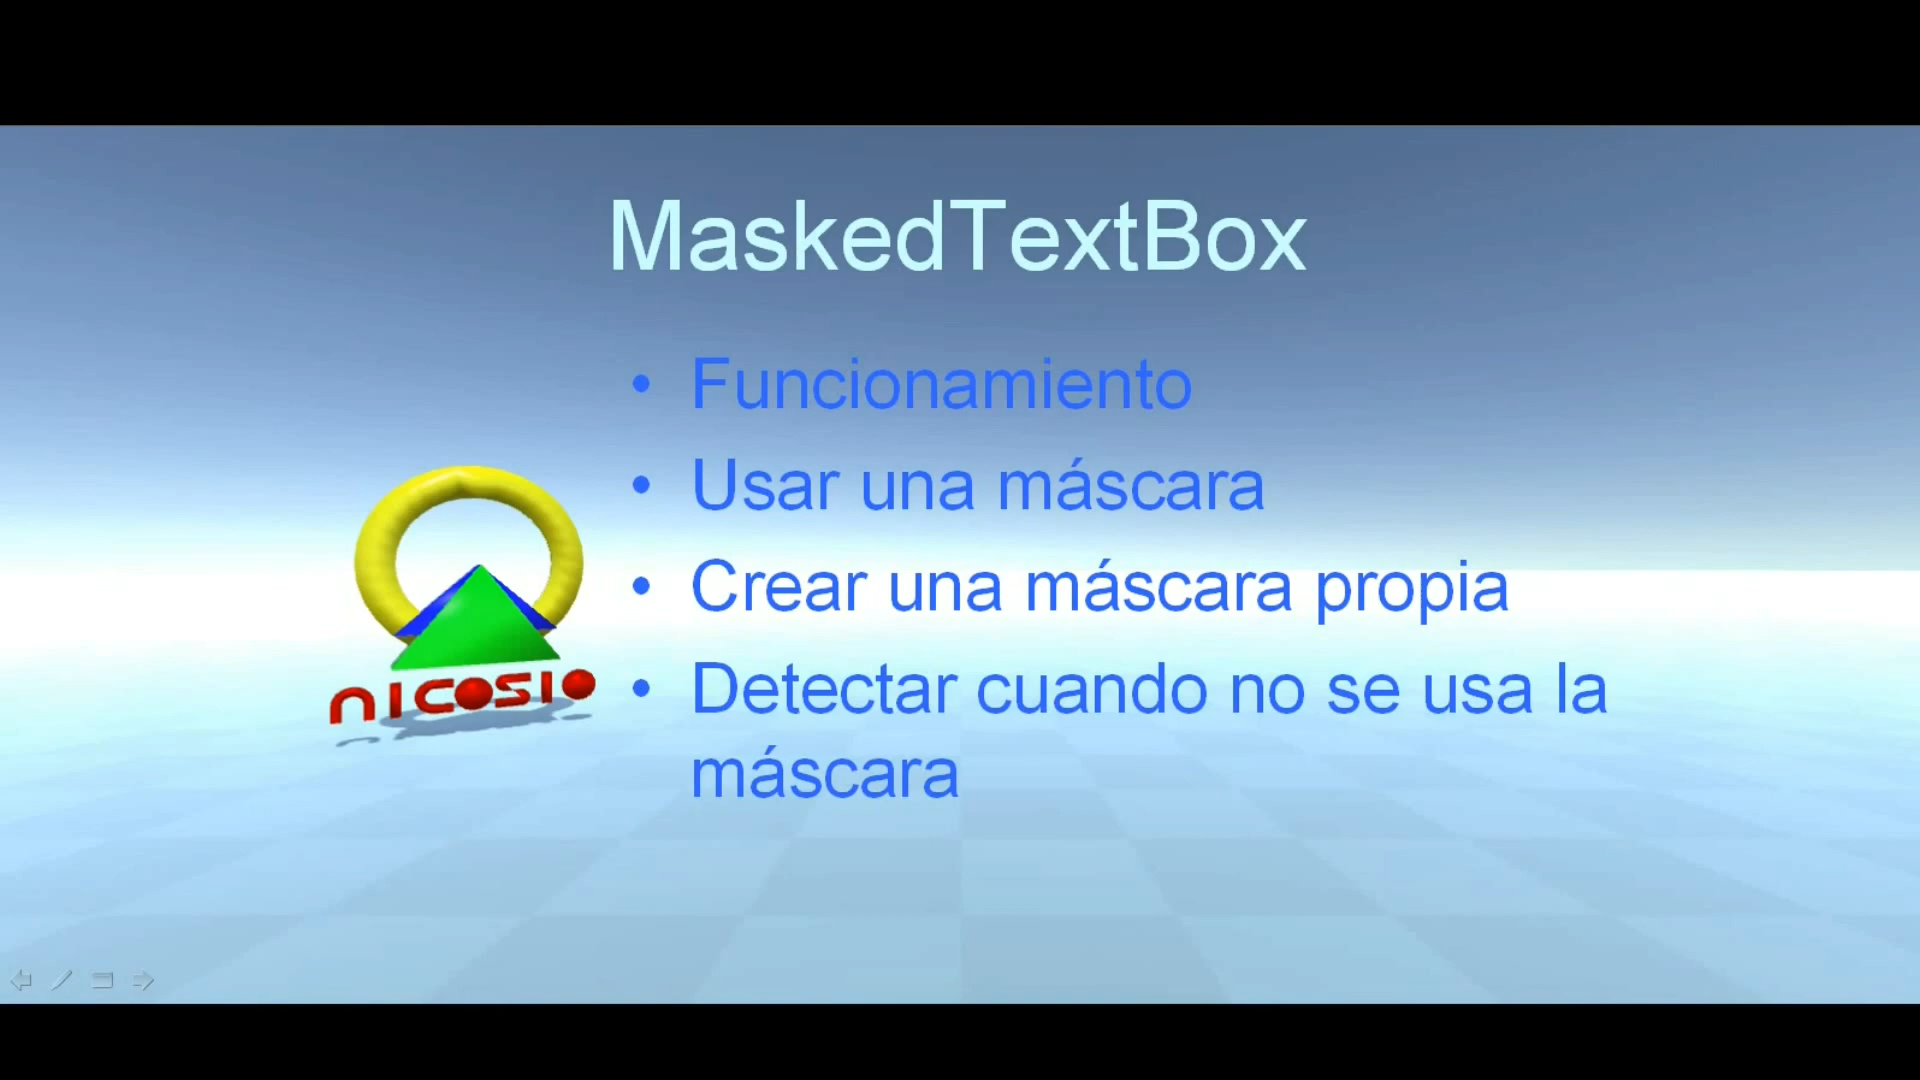 MaskedTextBox
• Funcionamiento
• Usar una máscara
• Crear una máscara propia
• Detectar cuando no se usa la
máscara
nicosio